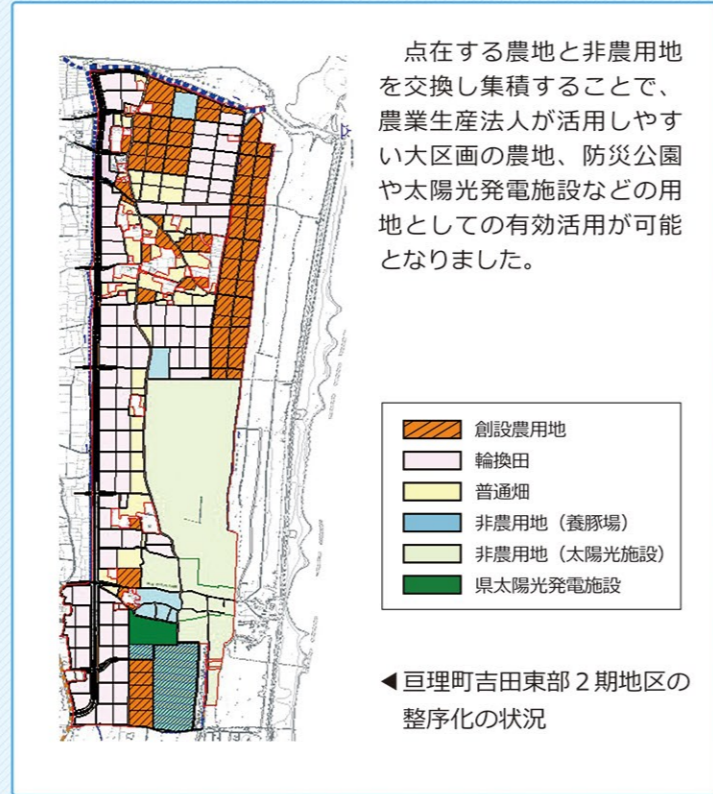 点在する農地と非農用地
を交換し集積することで、
農業生産法人が活用しやす
い大区画の農地、防災公園
や太陽光発電施設などの用
地としての有効活用が可能
となりました。
創設農用地
輪換田
普通畑
非農用地（養豚場）
非農用地（太陽光施設）
県太陽光発電施設
◀亘理町吉田東部２期地区の
整序化の状況